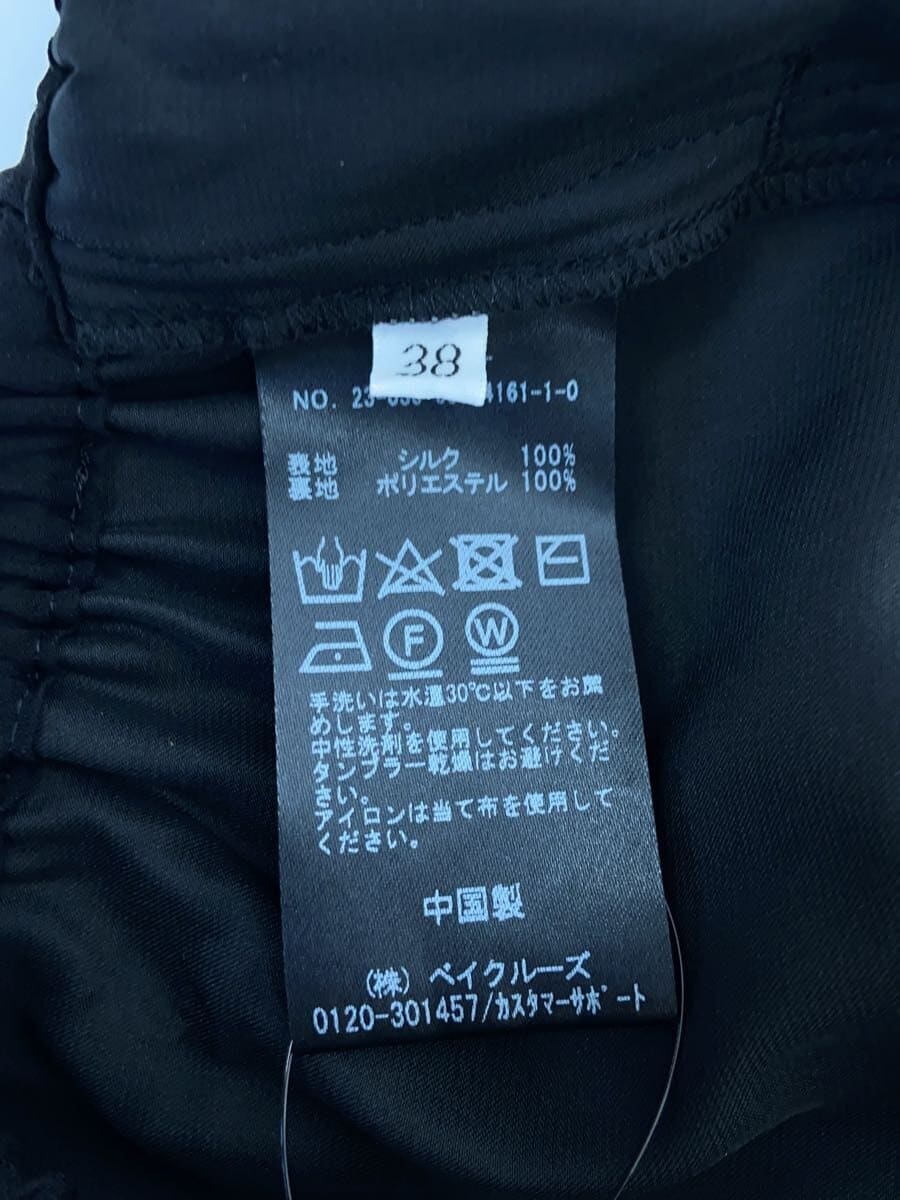 38
NO. 23 4161-1-0
表地 シルク 100%
裏地 ポリエステル 100%
F W
手洗いは水温30℃以下をお薦
めします。
中性洗剤を使用してください。
タンブラー乾燥はお避けくだ
さい。
アイロンは当て布を使用して
ください。
中国製
(株) ベイクルーズ
0120-301457/カスタマーサポート